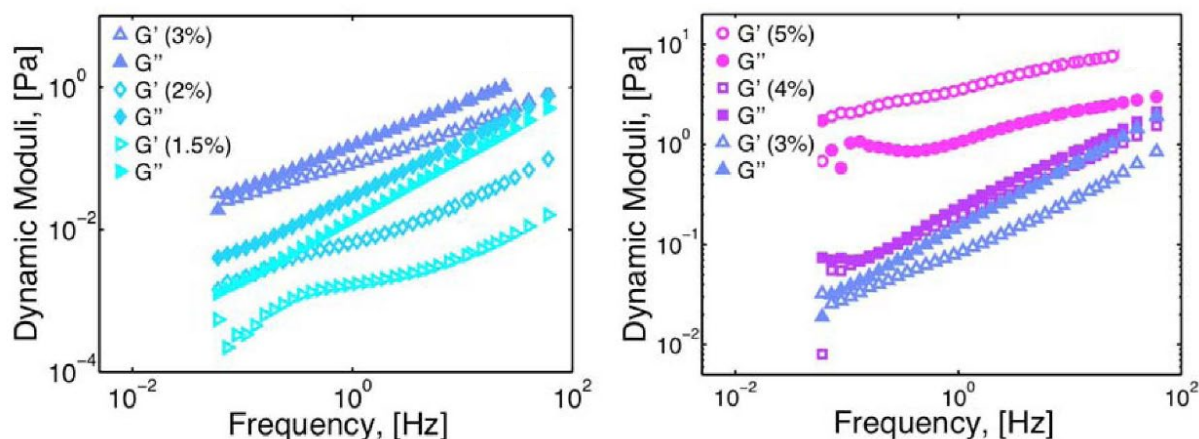 Dynamic Moduli, [Pa]
10^0
10^-2
10^-4
G' (3%)
G''
G' (2%)
G''
G' (1.5%)
G''
10^-2
10^0
10^2
Frequency, [Hz]
Dynamic Moduli, [Pa]
10^1
10^0
10^-1
10^-2
G' (5%)
G''
G' (4%)
G''
G' (3%)
G''
10^-2
10^0
10^2
Frequency, [Hz]